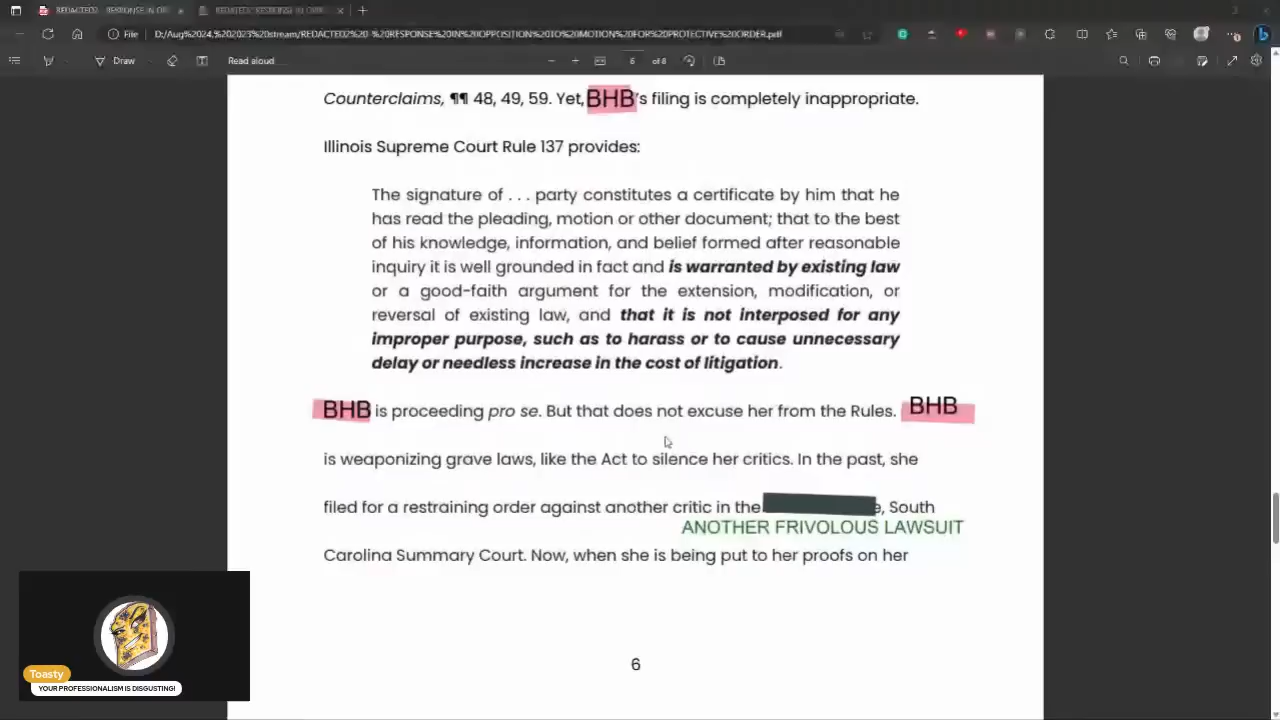 REDACTED2 - RESPONSE IN OP
REDACTED - RESPONSE IN OPP
File
D:/Aug%2024,%202023%20stream/REDACTED2%20-%20RESPONSE%20IN%20OPPOSITION%20TO%20MOTION%20FOR%20PROTECTIVE%20ORDER.pdf
Draw
Read aloud
6 of 8
Counterclaims, ¶¶ 48, 49, 59. Yet, BHB's filing is completely inappropriate.
Illinois Supreme Court Rule 137 provides:
The signature of . . . party constitutes a certificate by him that he
has read the pleading, motion or other document; that to the best
of his knowledge, information, and belief formed after reasonable
inquiry it is well grounded in fact and is warranted by existing law
or a good-faith argument for the extension, modification, or
reversal of existing law, and that it is not interposed for any
improper purpose, such as to harass or to cause unnecessary
delay or needless increase in the cost of litigation.
BHB is proceeding pro se. But that does not excuse her from the Rules. BHB
is weaponizing grave laws, like the Act to silence her critics. In the past, she
filed for a restraining order against another critic in the e, South
ANOTHER FRIVOLOUS LAWSUIT
Carolina Summary Court. Now, when she is being put to her proofs on her
6
Toasty
YOUR PROFESSIONALISM IS DISGUSTING!